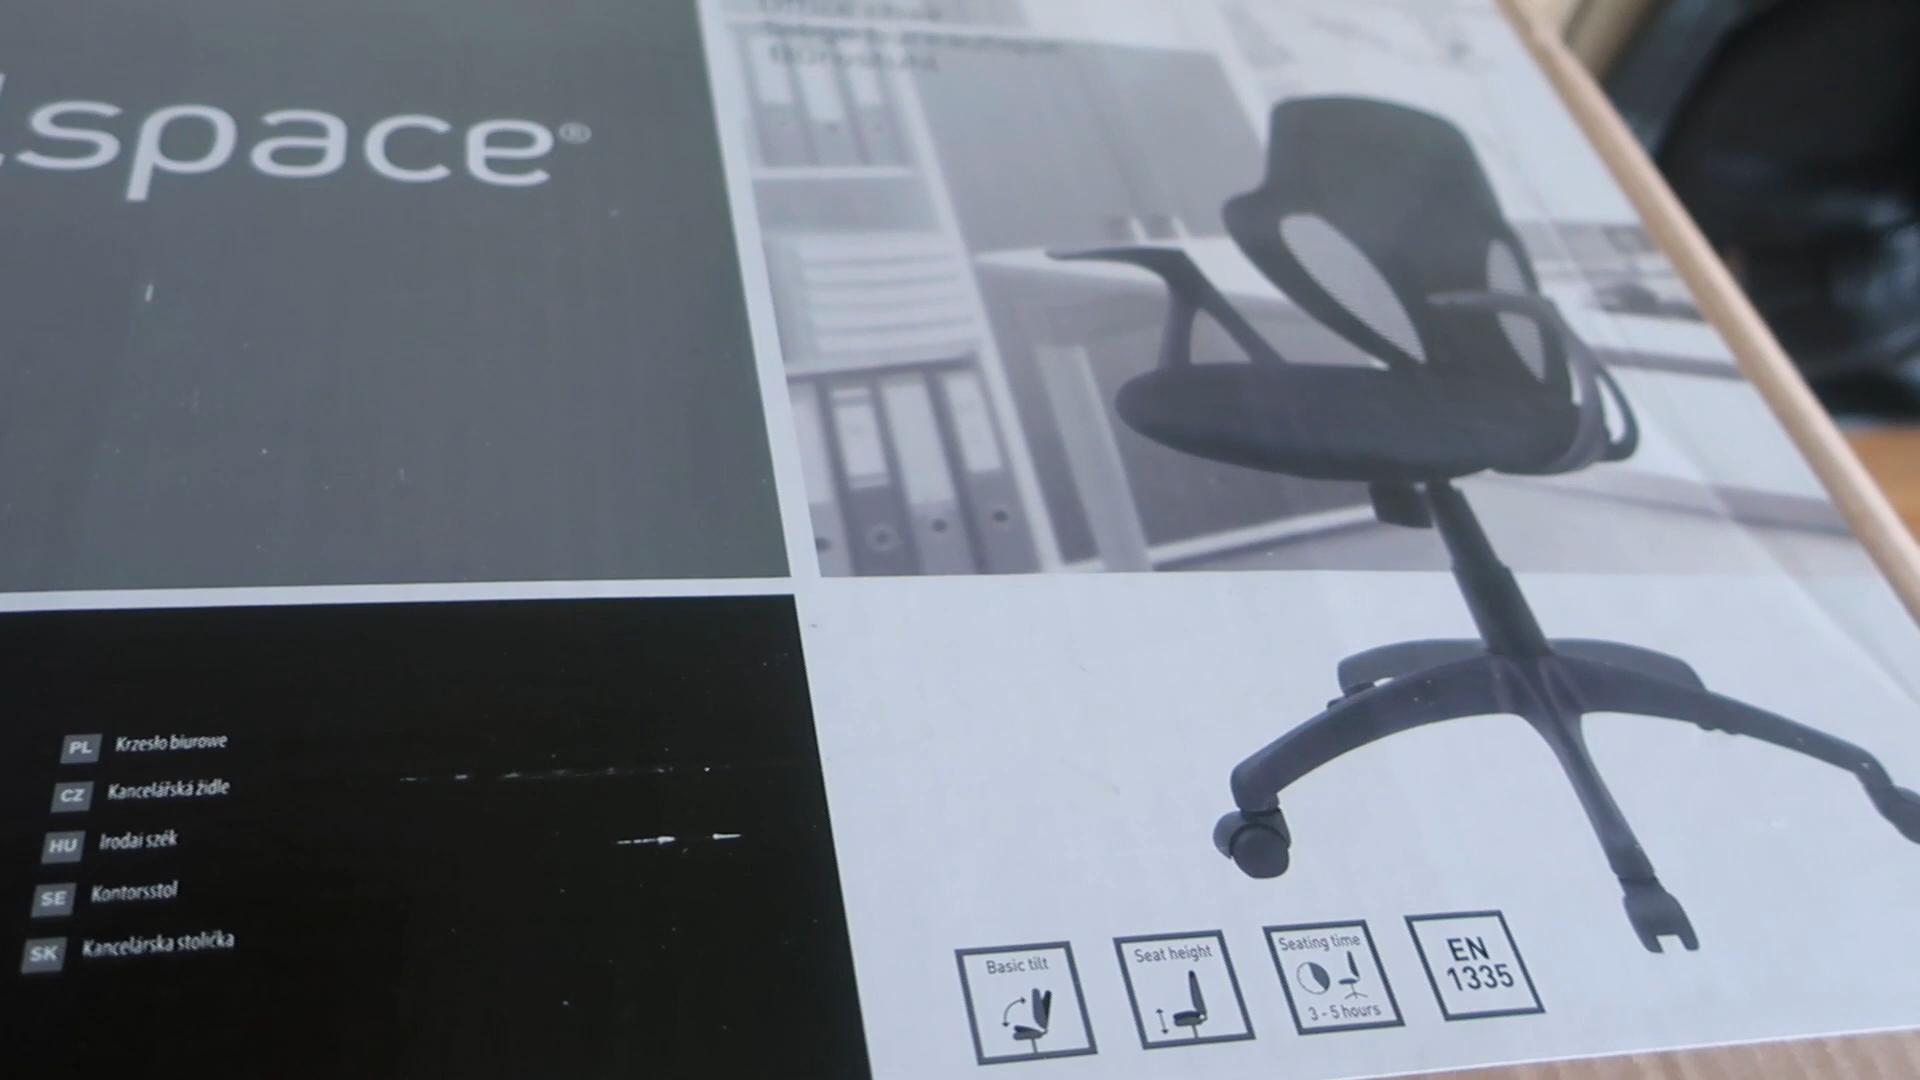 space®
PL Krzesło biurowe
CZ Kancelářská židle
HU Irodai szék
SE Kontorsstol
SK Kancelárska stolička
Basic tilt
Seat height
Seating time
3 - 5 hours
EN
1335